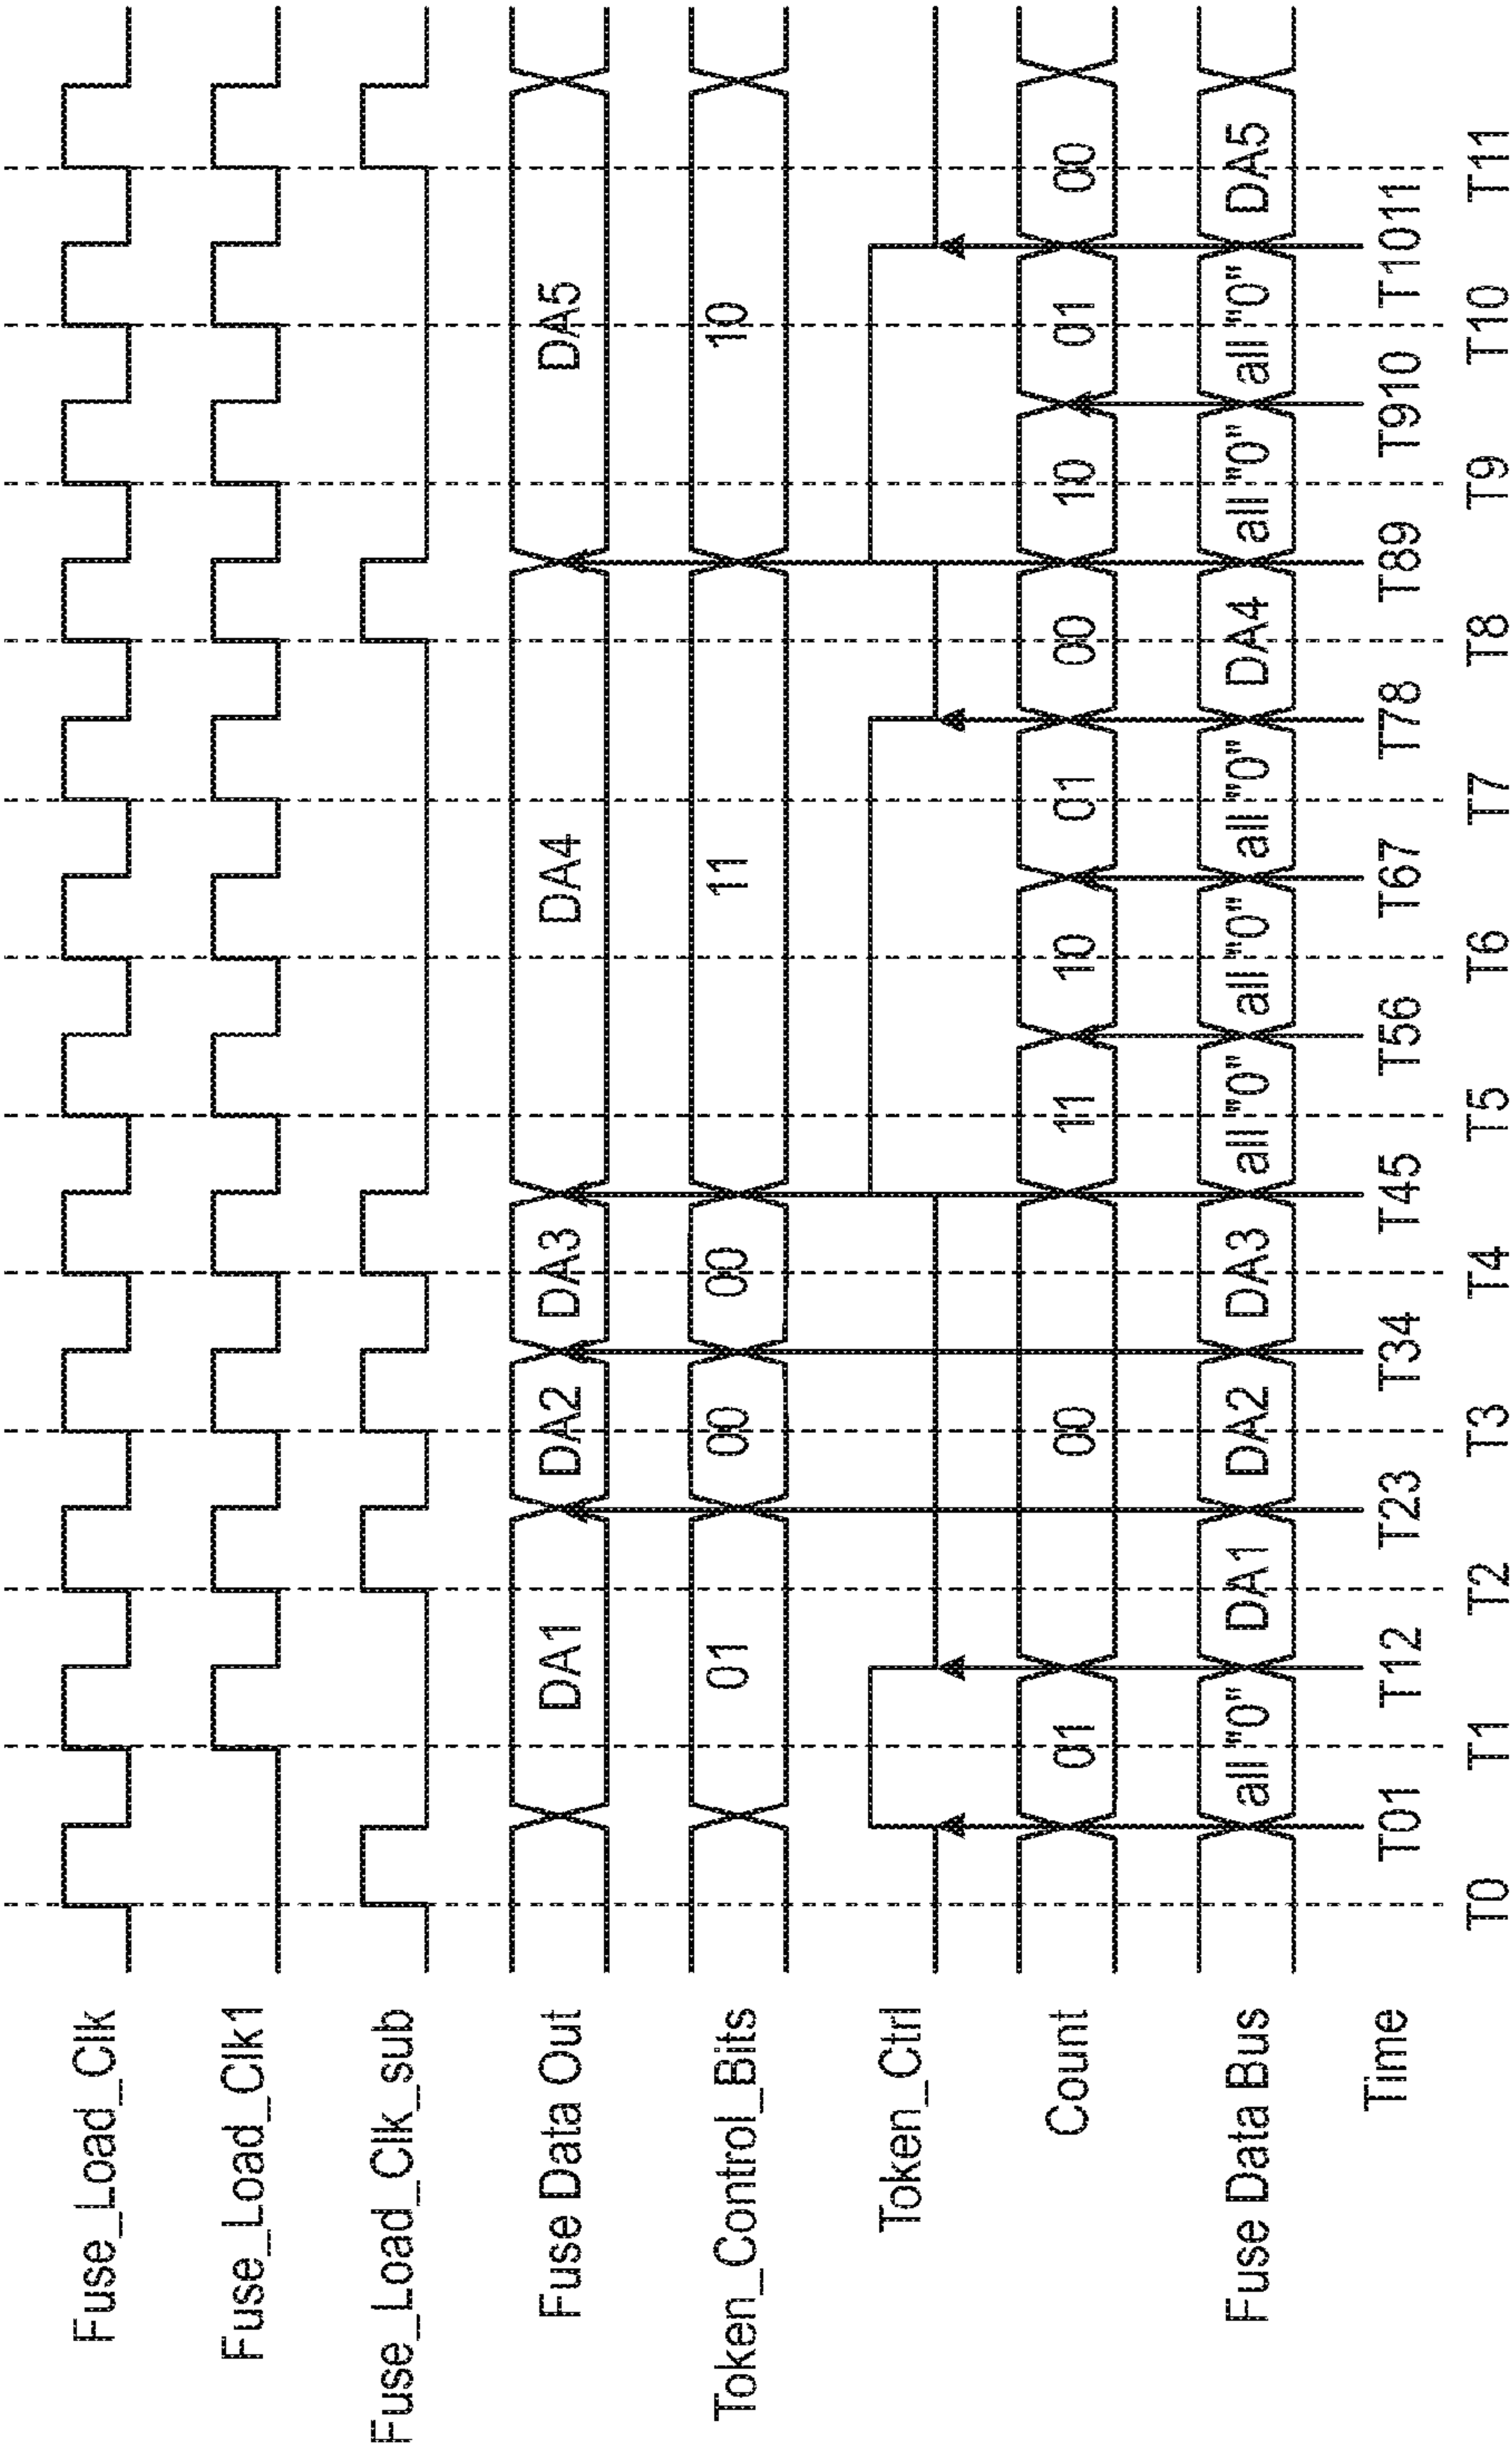 Fuse_Load_Clk
Fuse_Load_Clk1
Fuse_Load_Clk_sub
Fuse Data Out DA1 DA2 DA3 DA4 DA5
Token_Control_Bits 01 00 00 11 10
Token_Ctrl
Count 01 00 11 10 01 00 10 01 00
Fuse Data Bus all "0" DA1 DA2 DA3 all "0" all "0" all "0" DA4 all "0" all "0" DA5
Time T01 T12 T23 T34 T45 T56 T67 T78 T89 T910 T1011
T0 T1 T2 T3 T4 T5 T6 T7 T8 T9 T10 T11